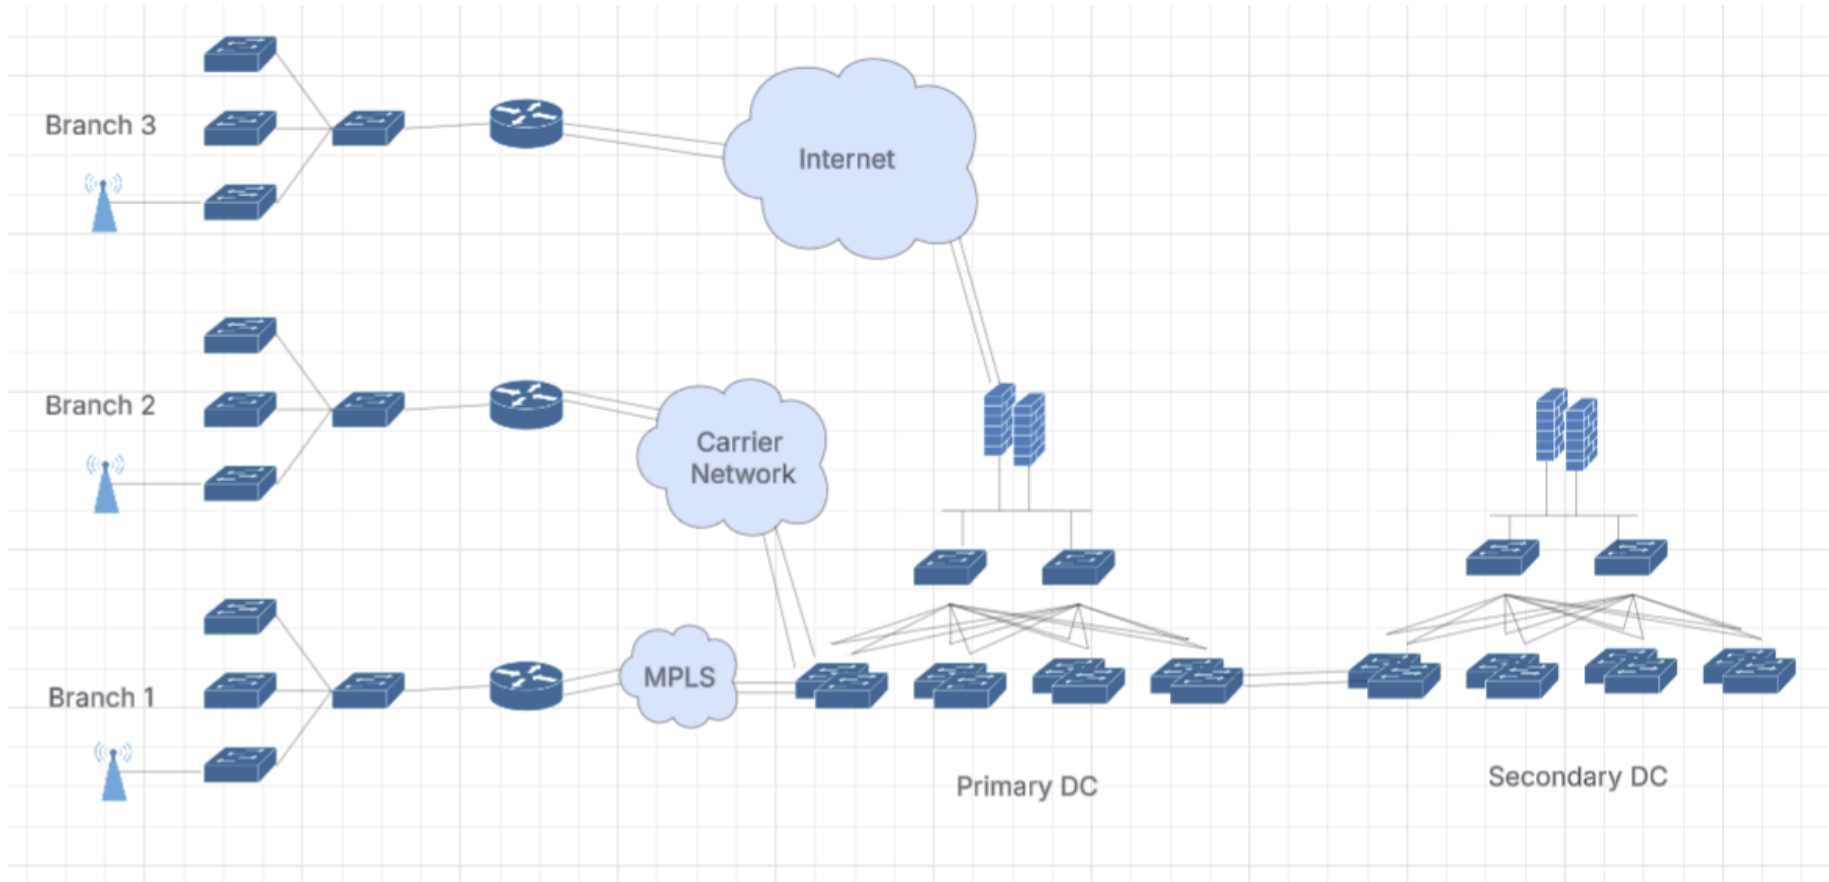 Branch 3
Internet
Branch 2
Carrier
Network
Branch 1
MPLS
Primary DC
Secondary DC